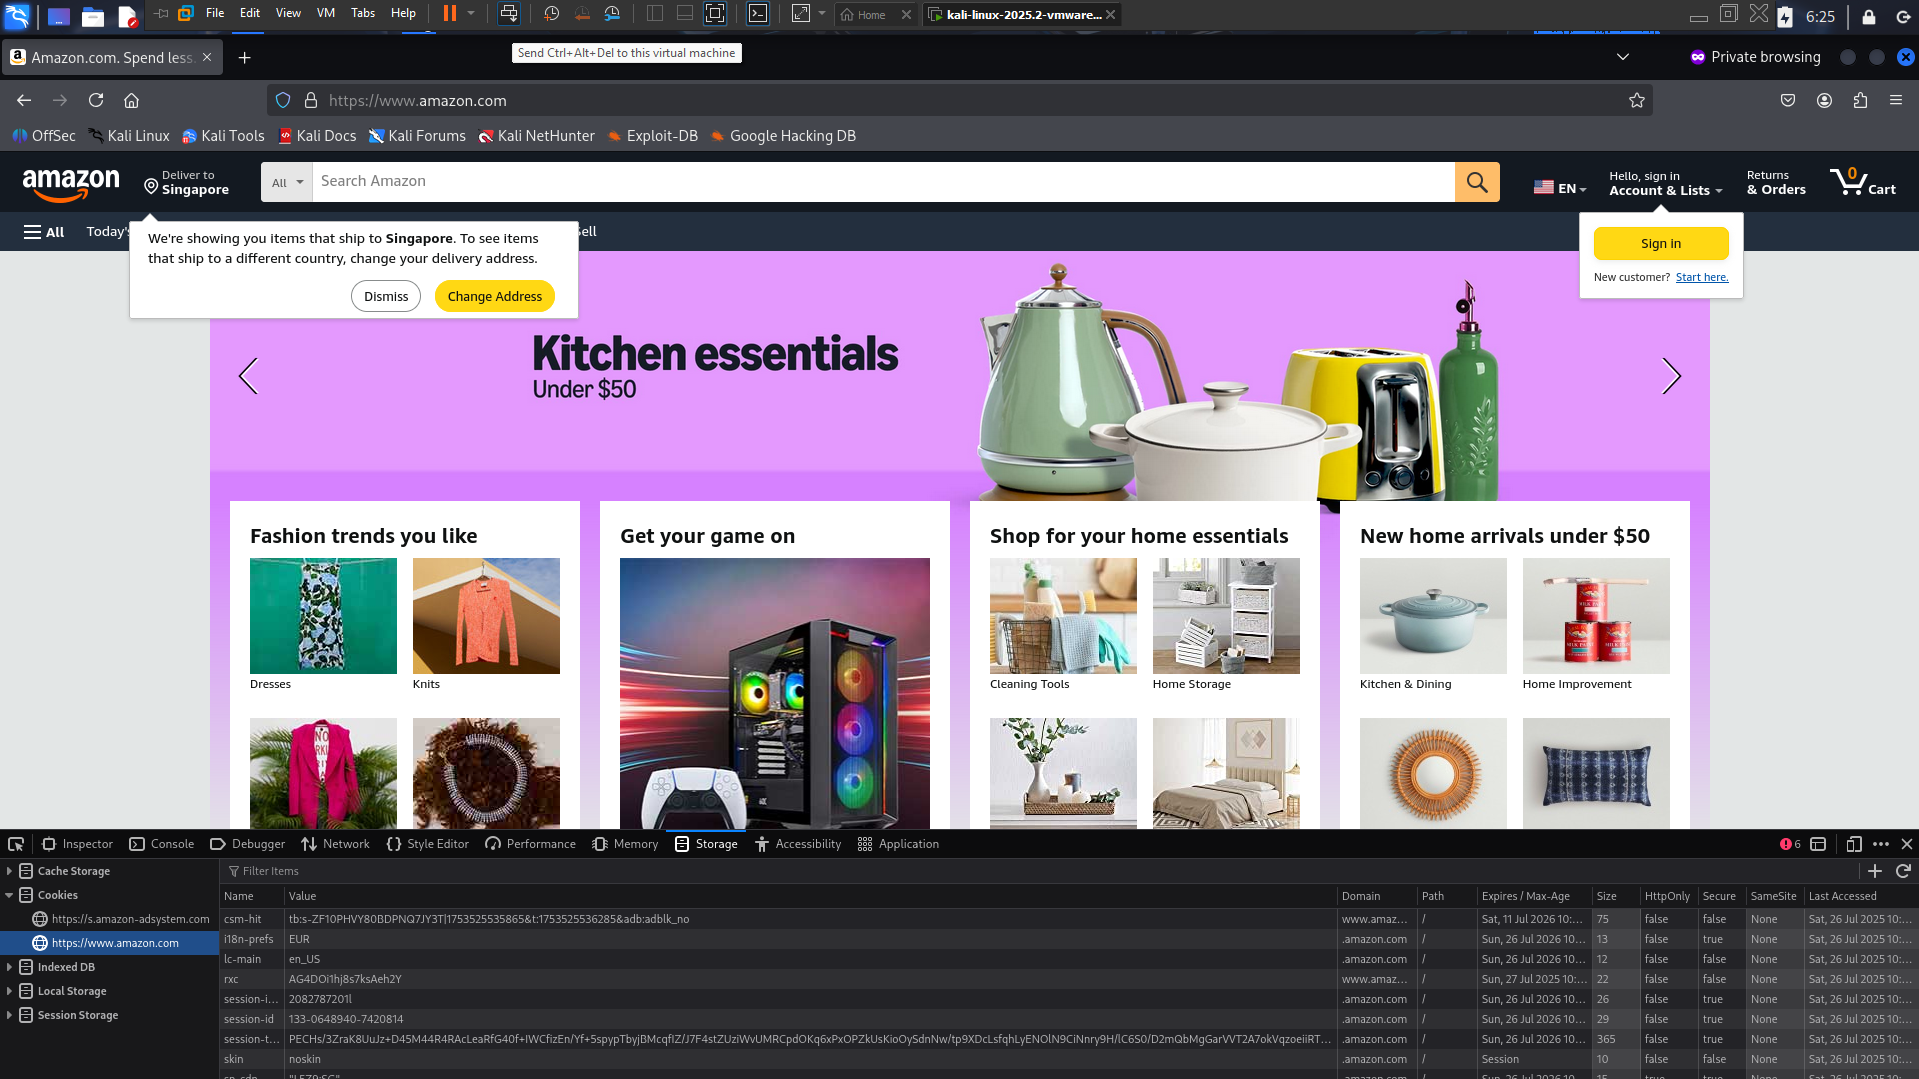 File Edit View VM Tabs Help
Home
kali-linux-2025.2-vmware...
6:25
Amazon.com. Spend less.
Send Ctrl+Alt+Del to this virtual machine
Private browsing
https://www.amazon.com
OffSec Kali Linux Kali Tools Kali Docs Kali Forums Kali NetHunter Exploit-DB Google Hacking DB
amazon
Deliver to
Singapore
All
Search Amazon
EN
Hello, sign in
Account & Lists
Returns
& Orders
0
Cart
All
Today's
Sell
We're showing you items that ship to Singapore. To see items
that ship to a different country, change your delivery address.
Dismiss
Change Address
Sign in
New customer? Start here.
Kitchen essentials
Under $50
Fashion trends you like
Dresses
Knits
Get your game on
Shop for your home essentials
Cleaning Tools
Home Storage
New home arrivals under $50
Kitchen & Dining
Home Improvement
Inspector Console Debugger Network Style Editor Performance Memory Storage Accessibility Application
6
Cache Storage
Cookies
https://s.amazon-adsystem.com
https://www.amazon.com
Indexed DB
Local Storage
Session Storage
Filter Items
Name Value Domain Path Expires / Max-Age Size HttpOnly Secure SameSite Last Accessed
csm-hit tb:s-ZF10PHVY80BDPNQ7JY3T|1753525535865&t:1753525536285&adb:adblk_no www.amaz... / Sat, 11 Jul 2026 10:... 75 false false None Sat, 26 Jul 2025 10:...
i18n-prefs EUR .amazon.com / Sun, 26 Jul 2026 10... 13 false true None Sat, 26 Jul 2025 10:...
lc-main en_US .amazon.com / Sun, 26 Jul 2026 10... 12 false false None Sat, 26 Jul 2025 10:...
rxc AG4DOi1hj8s7ksAeh2Y www.amaz... / Sun, 27 Jul 2025 10:... 22 false false None Sat, 26 Jul 2025 10:...
session-i... 2082787201l .amazon.com / Sun, 26 Jul 2026 10... 26 false true None Sat, 26 Jul 2025 10:...
session-id 133-0648940-7420814 .amazon.com / Sun, 26 Jul 2026 10... 29 false true None Sat, 26 Jul 2025 10:...
session-t... PECHs/3ZraK8UuJz+D45M44R4RAcLeaRfG40f+IWCfizEn/Yf+5spypTbyjBMcqfIZ/J7F4stZUziWvUMRCpdOKq6xPxOPZkUsKioOySdnNw/tp9XDcLsfqhLyENOlN9CiNnry9H/lC6S0/D2mQbMgGarVVT2A7okVqzoeiiRT... .amazon.com / Sun, 26 Jul 2026 10... 365 false true None Sat, 26 Jul 2025 10:...
skin noskin .amazon.com / Session 10 false false None Sat, 26 Jul 2025 10:...